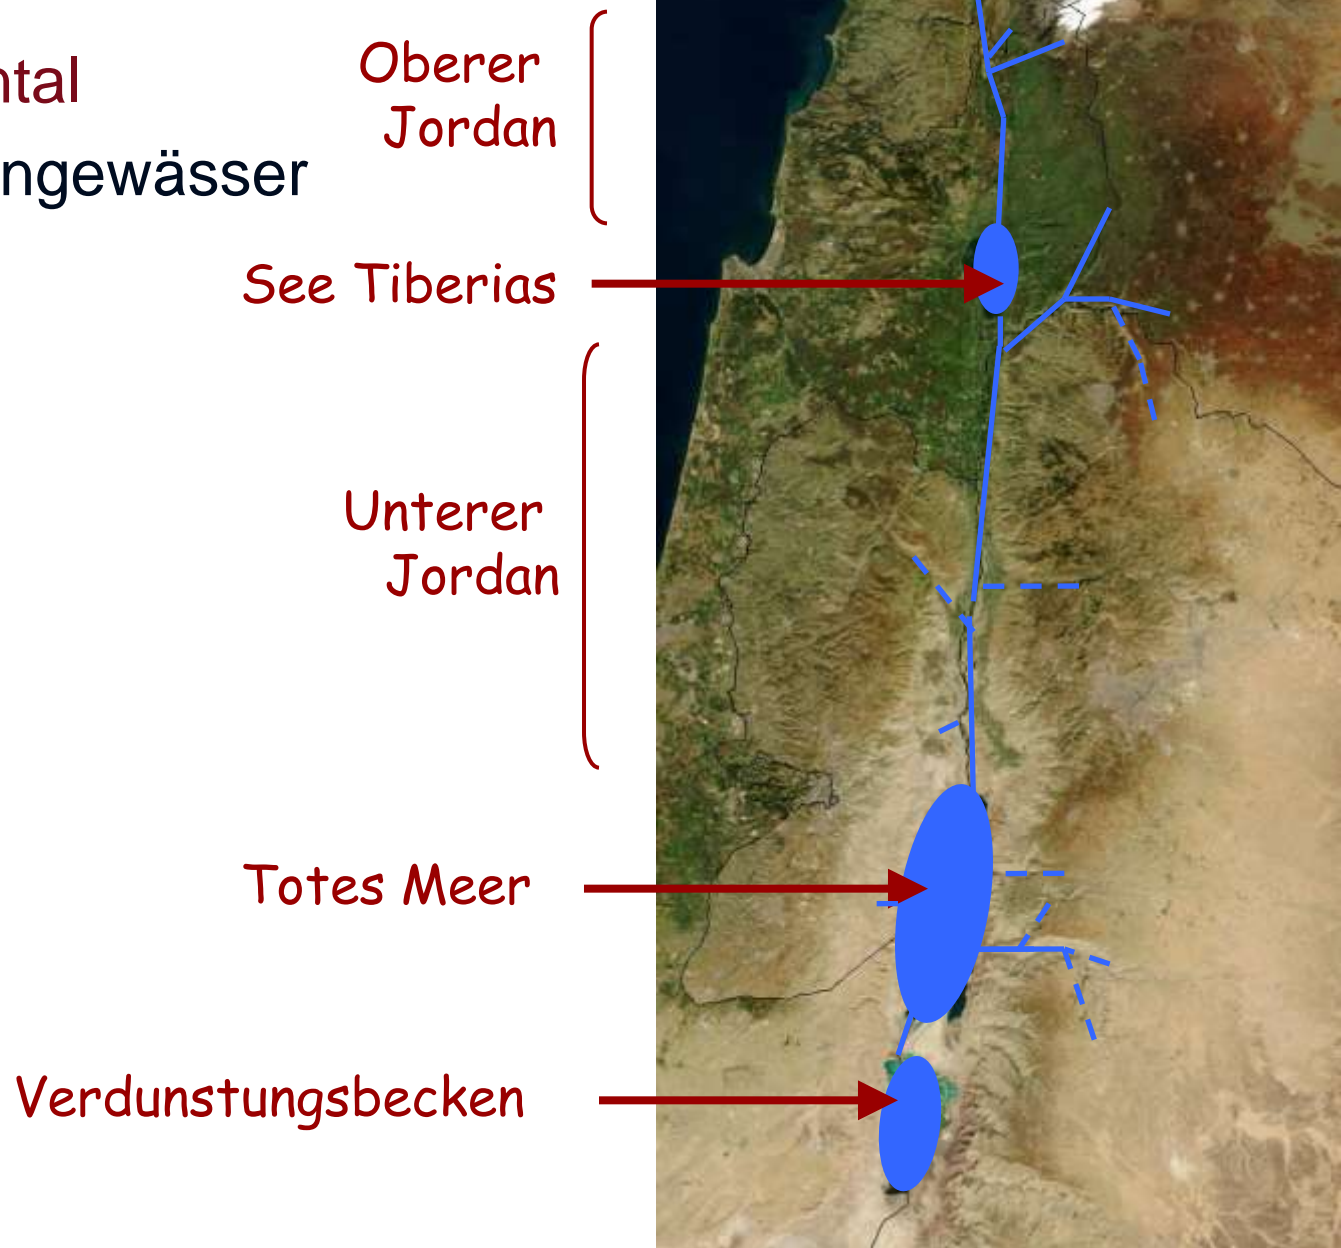 ntal
ngewässer
Oberer
Jordan
See Tiberias
Unterer
Jordan
Totes Meer
Verdunstungsbecken